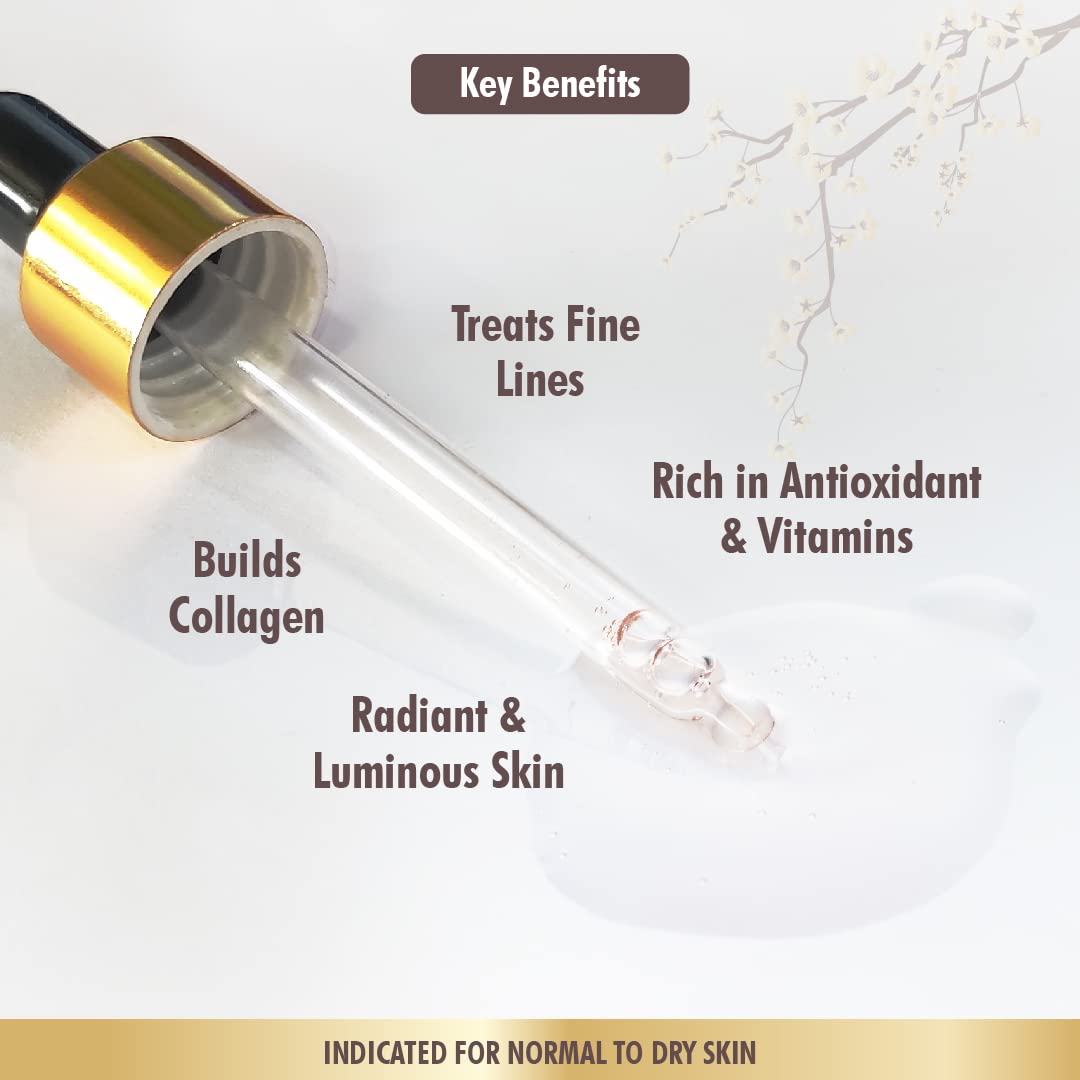 Key Benefits
Treats Fine
Lines
Rich in Antioxidant
& Vitamins
Builds
Collagen
Radiant &
Luminous Skin
INDICATED FOR NORMAL TO DRY SKIN